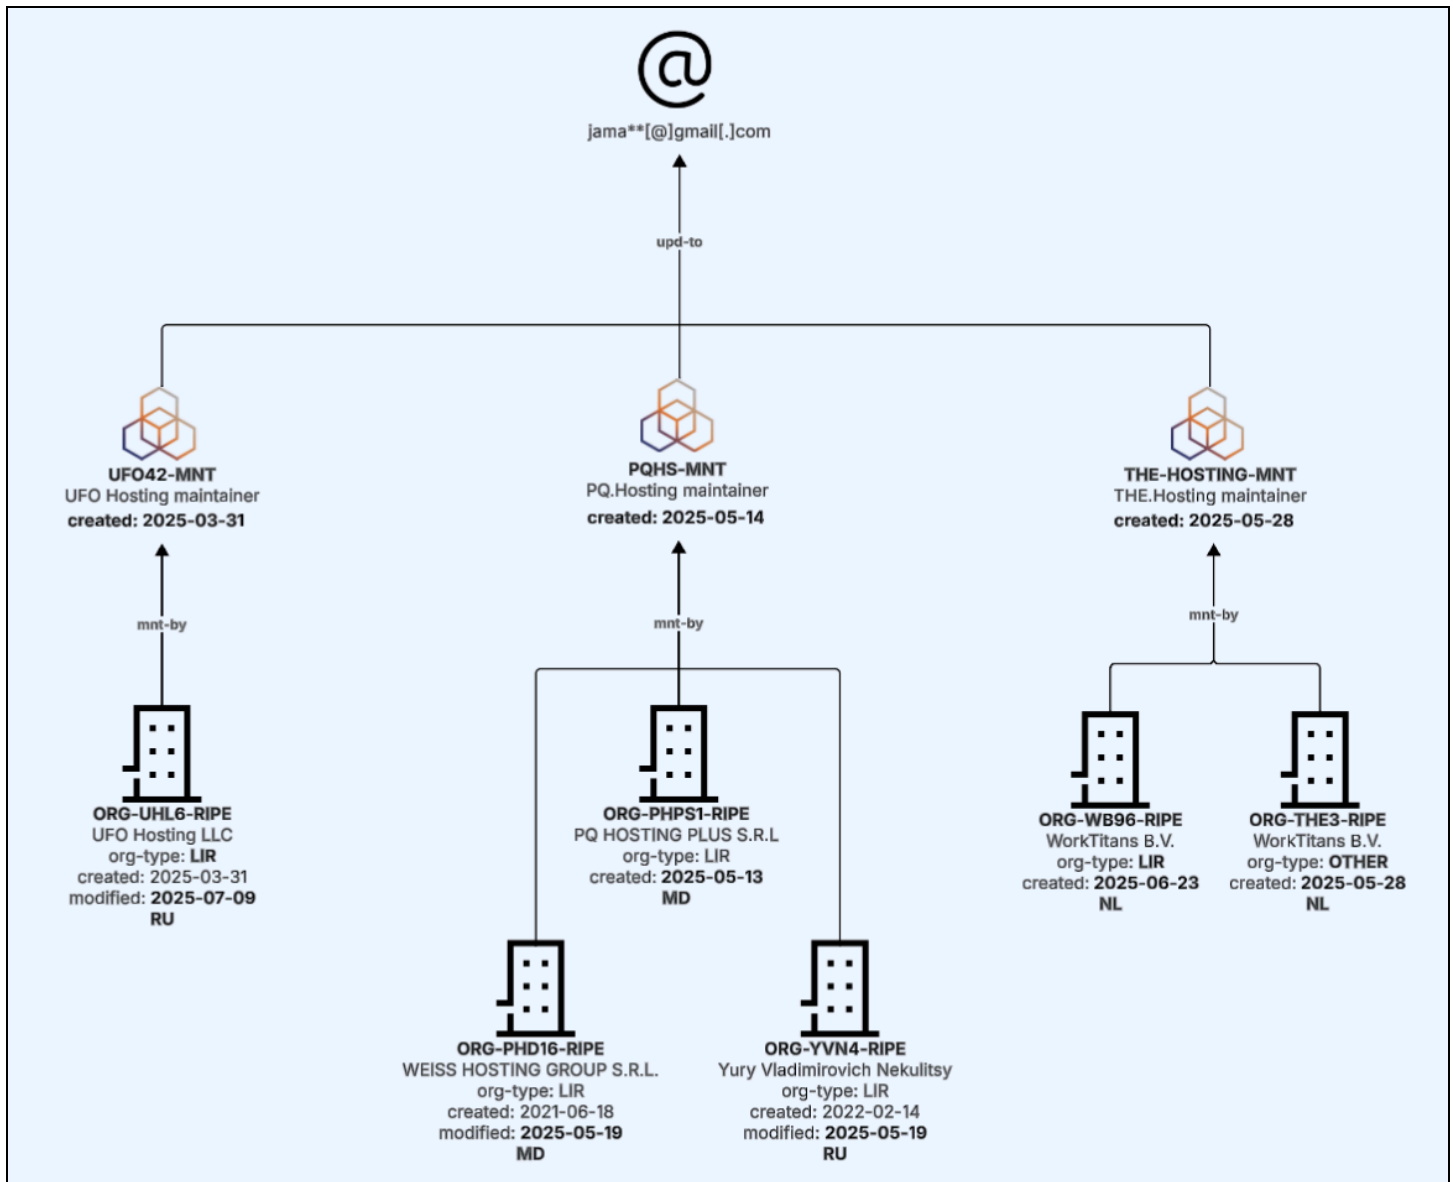 @
jama**[@]gmail[.]com
upd-to
UFO42-MNT
UFO Hosting maintainer
created: 2025-03-31
PQHS-MNT
PQ.Hosting maintainer
created: 2025-05-14
THE-HOSTING-MNT
THE.Hosting maintainer
created: 2025-05-28
mnt-by
mnt-by
mnt-by
ORG-UHL6-RIPE
UFO Hosting LLC
org-type: LIR
created: 2025-03-31
modified: 2025-07-09
RU
ORG-PHPS1-RIPE
PQ HOSTING PLUS S.R.L
org-type: LIR
created: 2025-05-13
MD
ORG-WB96-RIPE
WorkTitans B.V.
org-type: LIR
created: 2025-06-23
NL
ORG-THE3-RIPE
WorkTitans B.V.
org-type: OTHER
created: 2025-05-28
NL
ORG-PHD16-RIPE
WEISS HOSTING GROUP S.R.L.
org-type: LIR
created: 2021-06-18
modified: 2025-05-19
MD
ORG-YVN4-RIPE
Yury Vladimirovich Nekulitsy
org-type: LIR
created: 2022-02-14
modified: 2025-05-19
RU